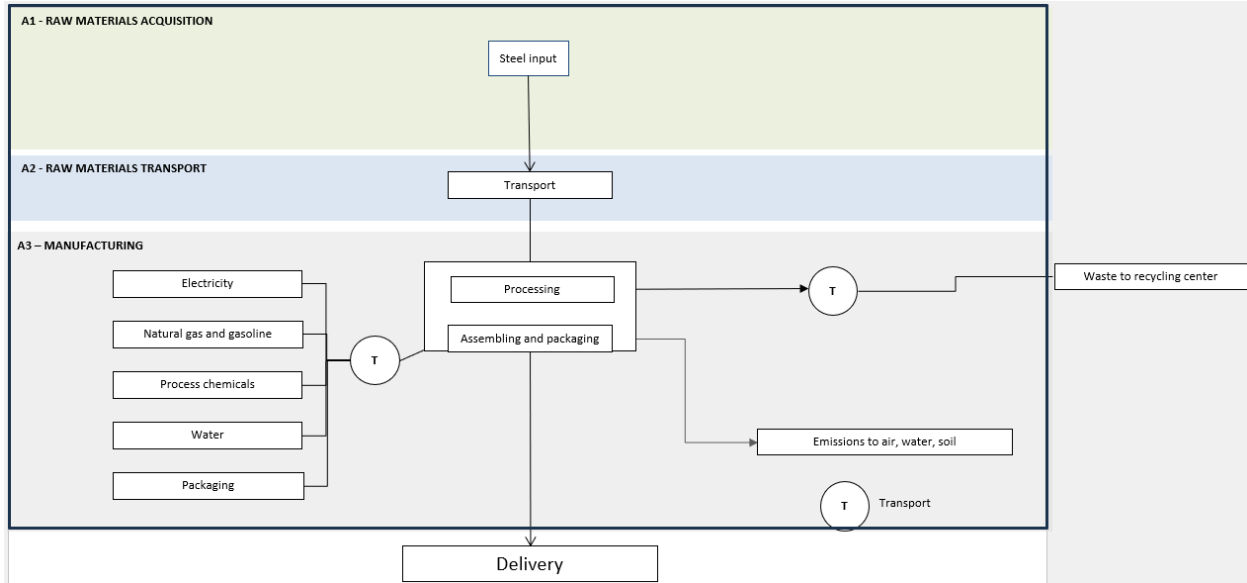 A1 - RAW MATERIALS ACQUISITION
Steel input
A2 - RAW MATERIALS TRANSPORT
Transport
A3 – MANUFACTURING
Electricity
Natural gas and gasoline
Process chemicals
Water
Packaging
T
Processing
Assembling and packaging
T
Waste to recycling center
Emissions to air, water, soil
T
Transport
Delivery